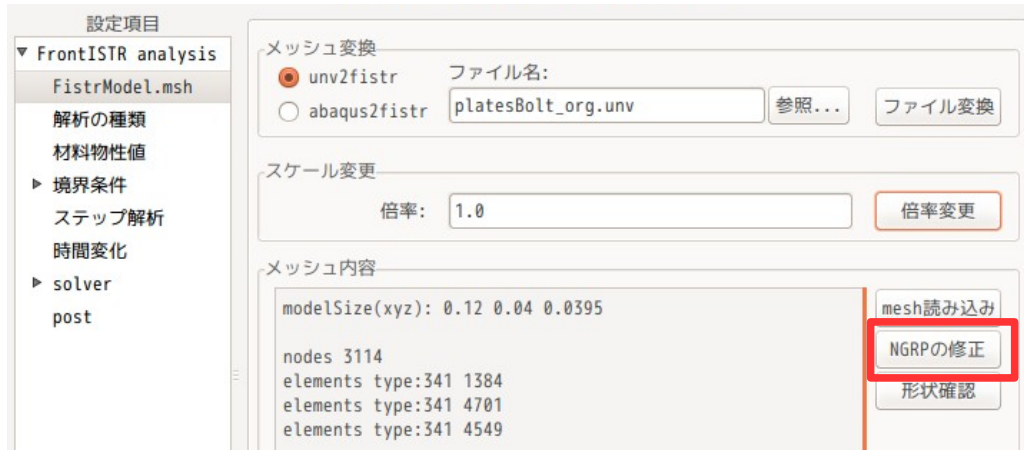 設定項目
FrontISTR analysis
FistrModel.msh
解析の種類
材料物性値
境界条件
ステップ解析
時間変化
solver
post
メッシュ変換
unv2fistr
abaqus2fistr
ファイル名:
platesBolt_org.unv
参照...
ファイル変換
スケール変更
倍率:
1.0
倍率変更
メッシュ内容
modelSize(xyz): 0.12 0.04 0.0395
nodes 3114
elements type:341 1384
elements type:341 4701
elements type:341 4549
mesh読み込み
NGRPの修正
形状確認